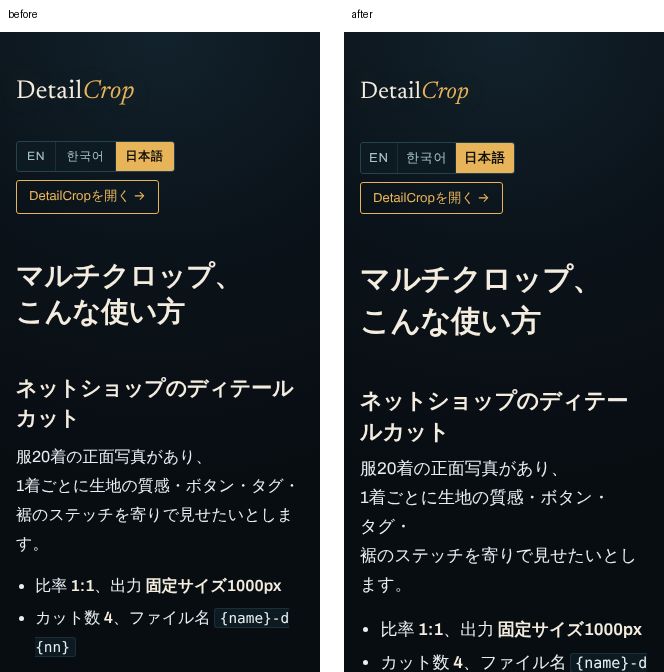 before
DetailCrop
EN 한국어 日本語
DetailCropを開く →
マルチクロップ、
こんな使い方
ネットショップのディテール
カット
服20着の正面写真があり、
1着ごとに生地の質感・ボタン・タグ・
裾のステッチを寄りで見せたいとしま
す。
• 比率 1:1、出力 固定サイズ1000px
• カット数 4、ファイル名 {name}-d
{nn}
after
DetailCrop
EN 한국어 日本語
DetailCropを開く →
マルチクロップ、
こんな使い方
ネットショップのディテー
ルカット
服20着の正面写真があり、
1着ごとに生地の質感・ボタン・
タグ・
裾のステッチを寄りで見せたいとし
ます。
• 比率 1:1、出力 固定サイズ1000px
• カット数 4、ファイル名 {name}-d